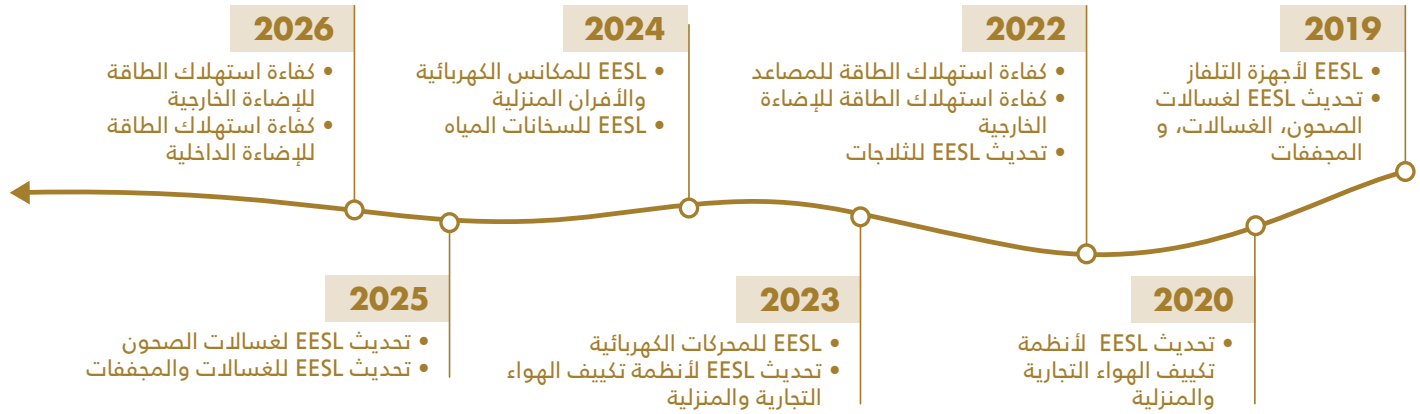 2019
• EESL لأجهزة التلفاز
• تحديث EESL لغسالات
الصحون، الغسالات، و
المجففات
2020
• تحديث EESL لأنظمة
تكييف الهواء التجارية
والمنزلية
2022
• كفاءة استهلاك الطاقة للمصاعد
• كفاءة استهلاك الطاقة للإضاءة
الخارجية
• تحديث EESL للثلاجات
2023
• EESL للمحركات الكهربائية
• تحديث EESL لأنظمة تكييف الهواء
التجارية والمنزلية
2024
• EESL للمكانس الكهربائية
والأفران المنزلية
• EESL للسخانات المياه
2025
• تحديث EESL لغسالات الصحون
• تحديث EESL للغسالات والمجففات
2026
• كفاءة استهلاك الطاقة
للإضاءة الخارجية
• كفاءة استهلاك الطاقة
للإضاءة الداخلية